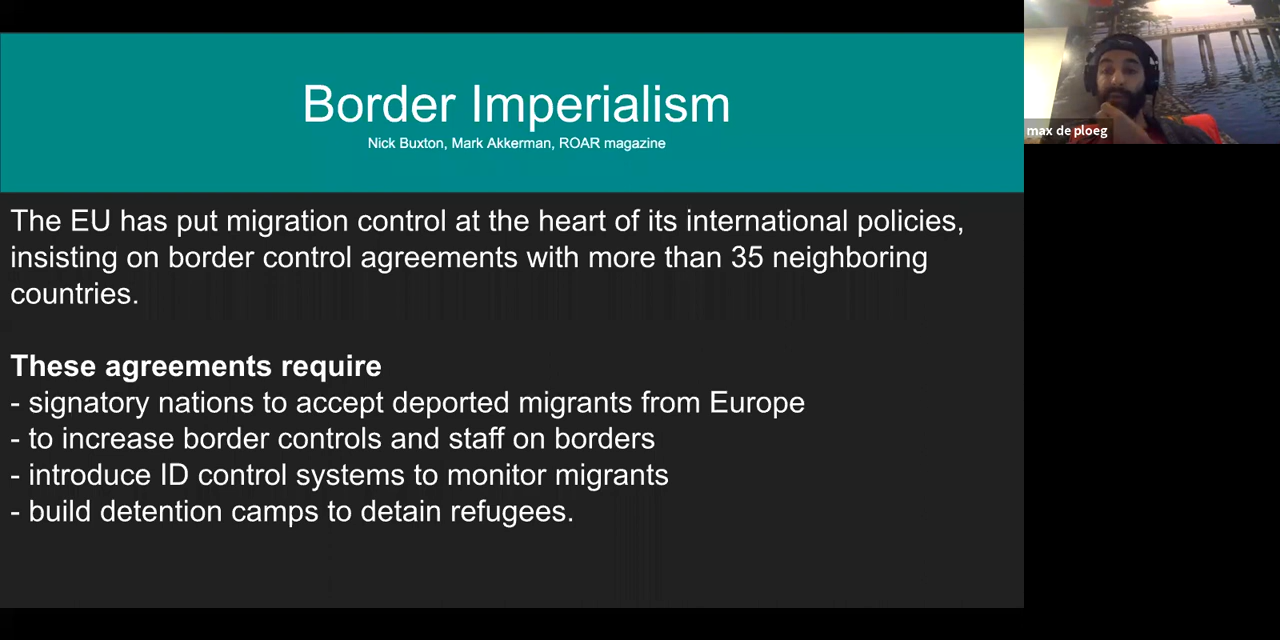 Border Imperialism
Nick Buxton, Mark Akkerman, ROAR magazine
max de ploeg
The EU has put migration control at the heart of its international policies,
insisting on border control agreements with more than 35 neighboring
countries.
These agreements require
- signatory nations to accept deported migrants from Europe
- to increase border controls and staff on borders
- introduce ID control systems to monitor migrants
- build detention camps to detain refugees.